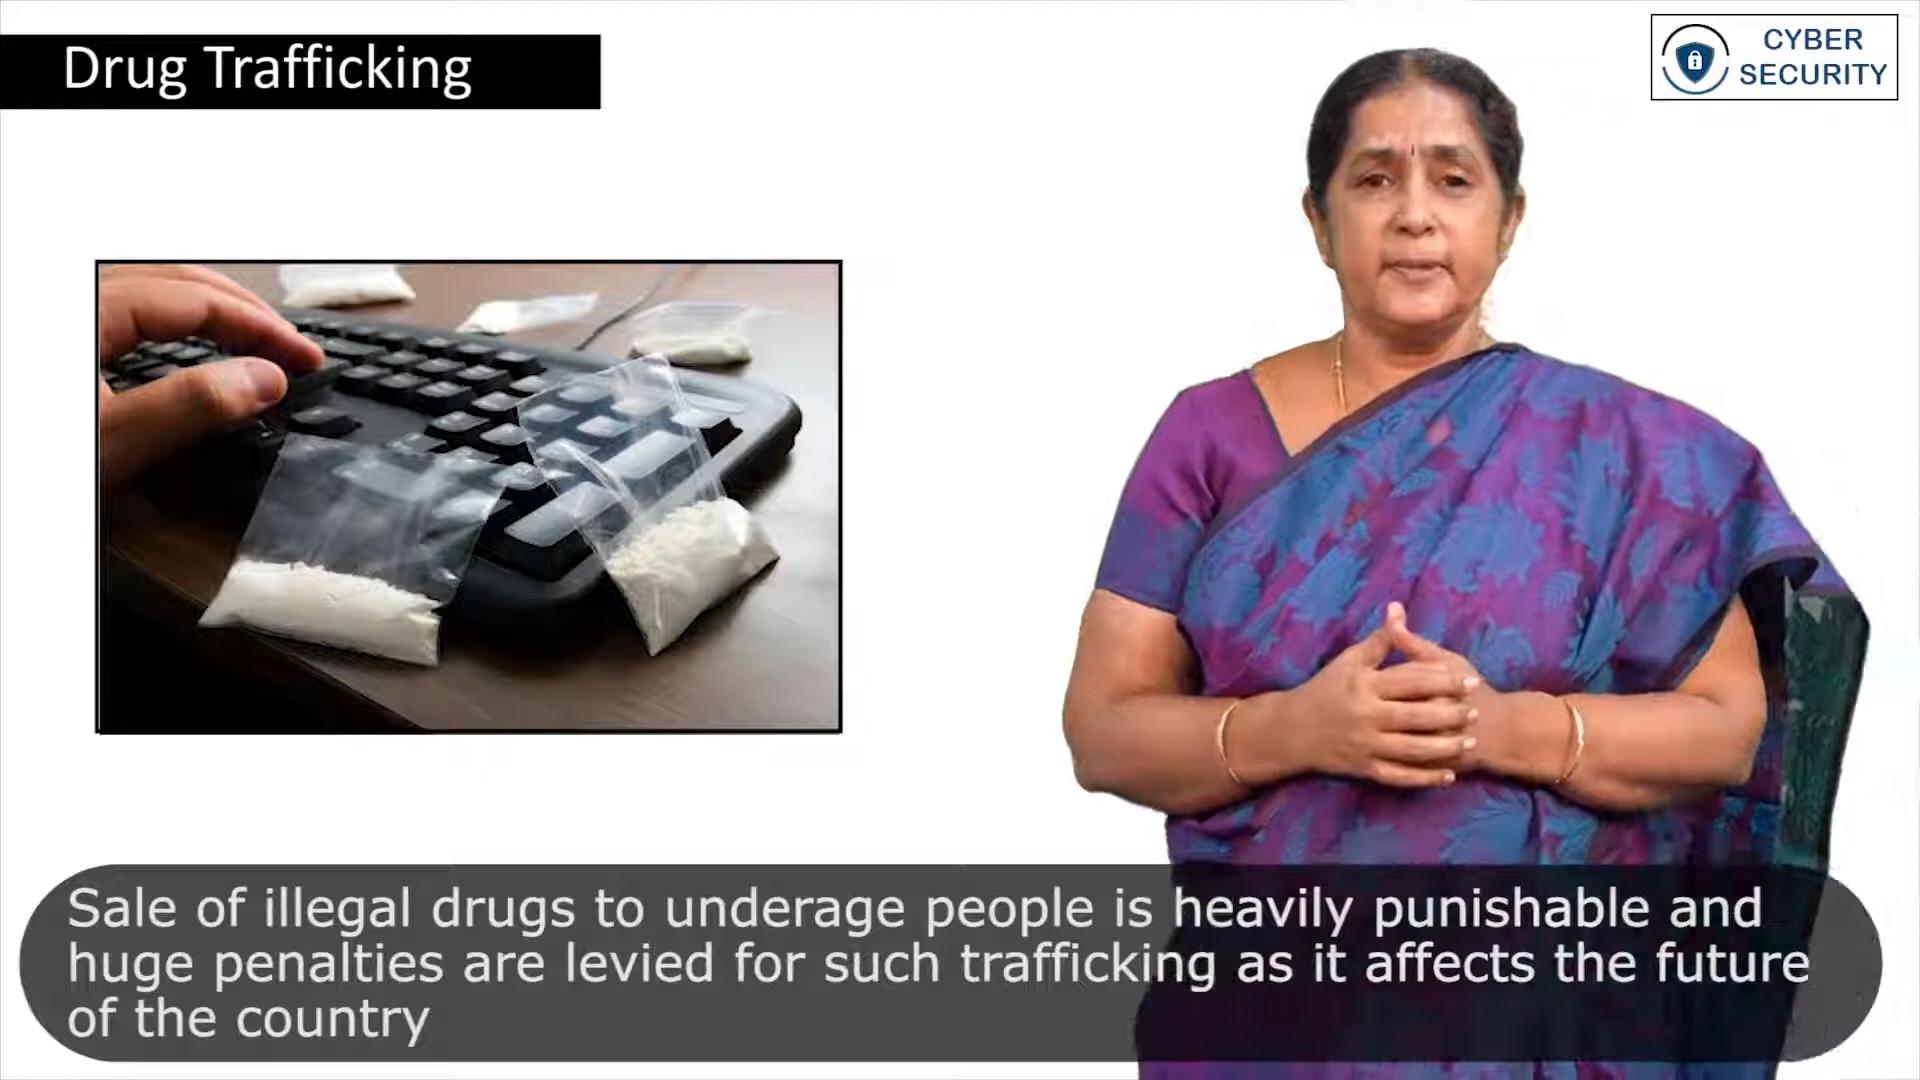 Drug Trafficking
CYBER
SECURITY
Sale of illegal drugs to underage people is heavily punishable and
huge penalties are levied for such trafficking as it affects the future
of the country